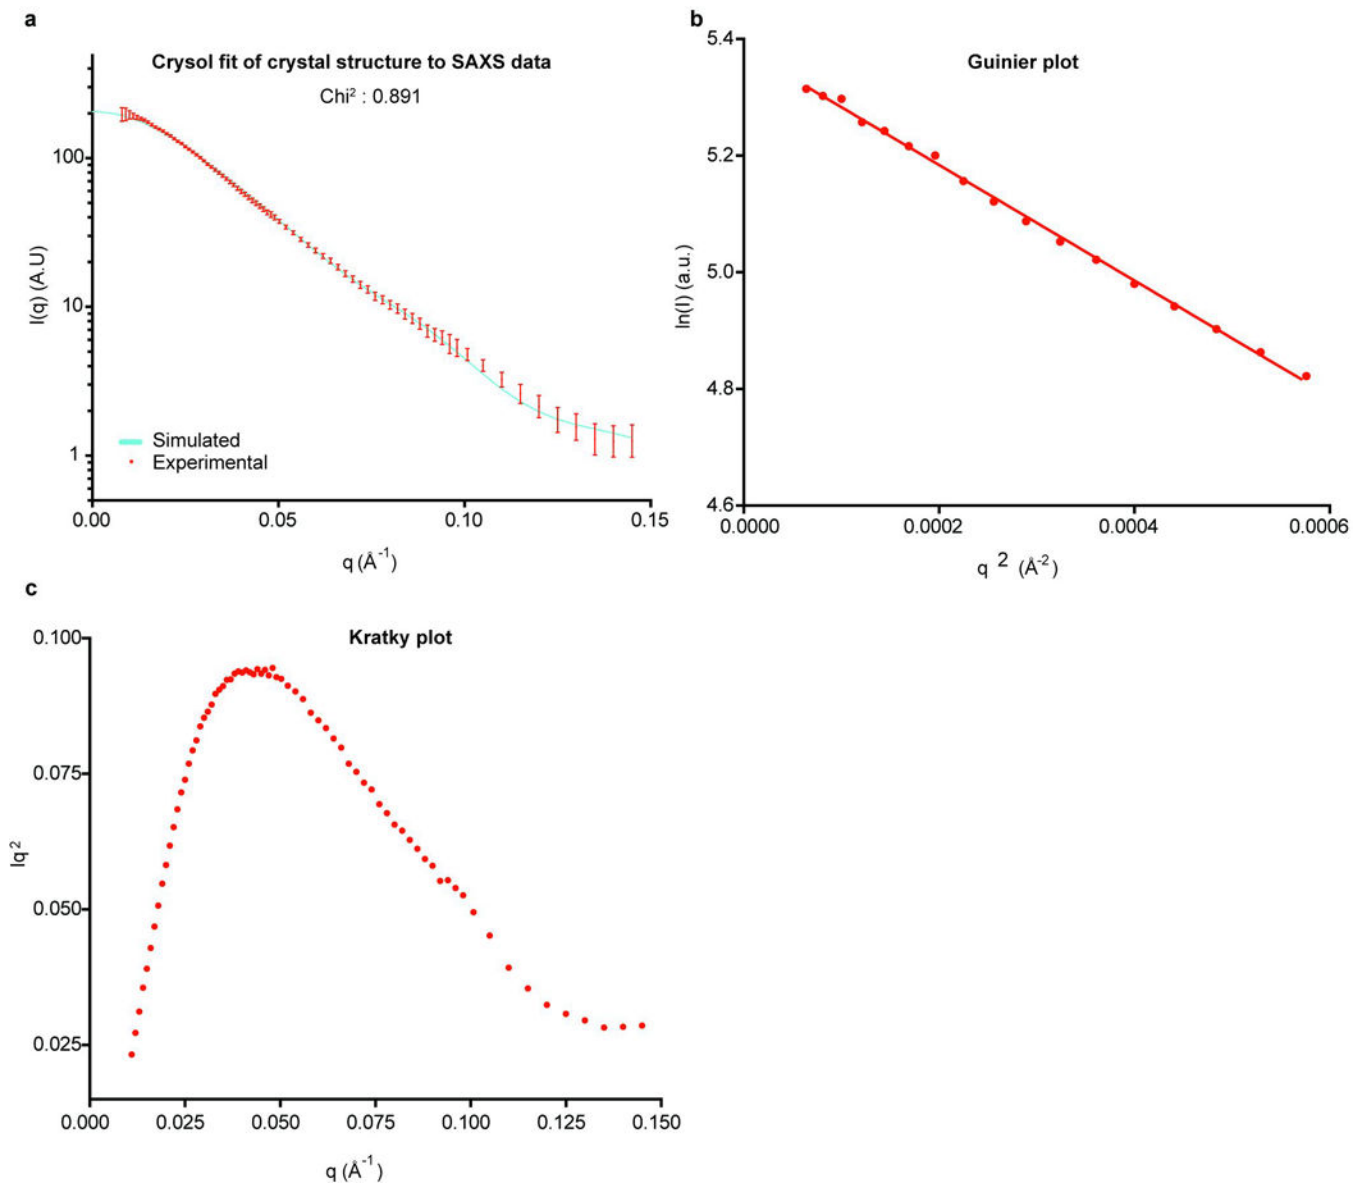 a
Crysol fit of crystal structure to SAXS data
Chi² : 0.891
100
10
1
I(q) (A.U)
Simulated
Experimental
0.00 0.05 0.10 0.15
q (Å⁻¹)
b
Guinier plot
5.4
5.2
5.0
4.8
4.6
ln(I) (a.u.)
0.0000 0.0002 0.0004 0.0006
q ² (Å⁻²)
c
Kratky plot
0.100
0.075
0.050
0.025
Iq²
0.000 0.025 0.050 0.075 0.100 0.125 0.150
q (Å⁻¹)